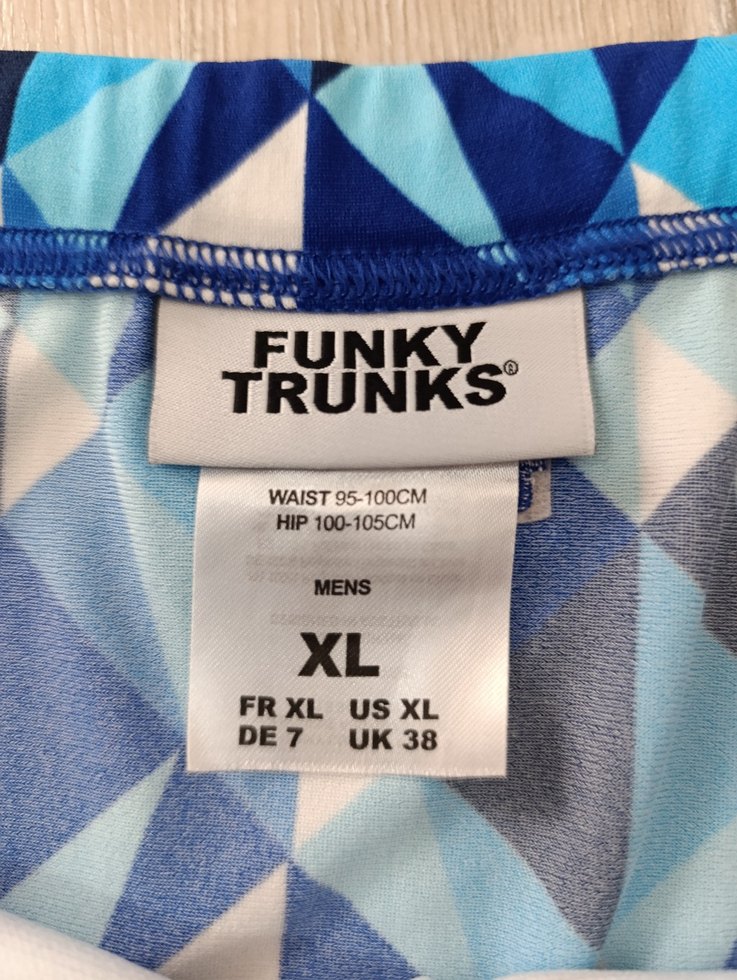 FUNKY
TRUNKS®
WAIST 95-100CM
HIP 100-105CM
MENS
XL
FR XL US XL
DE 7 UK 38